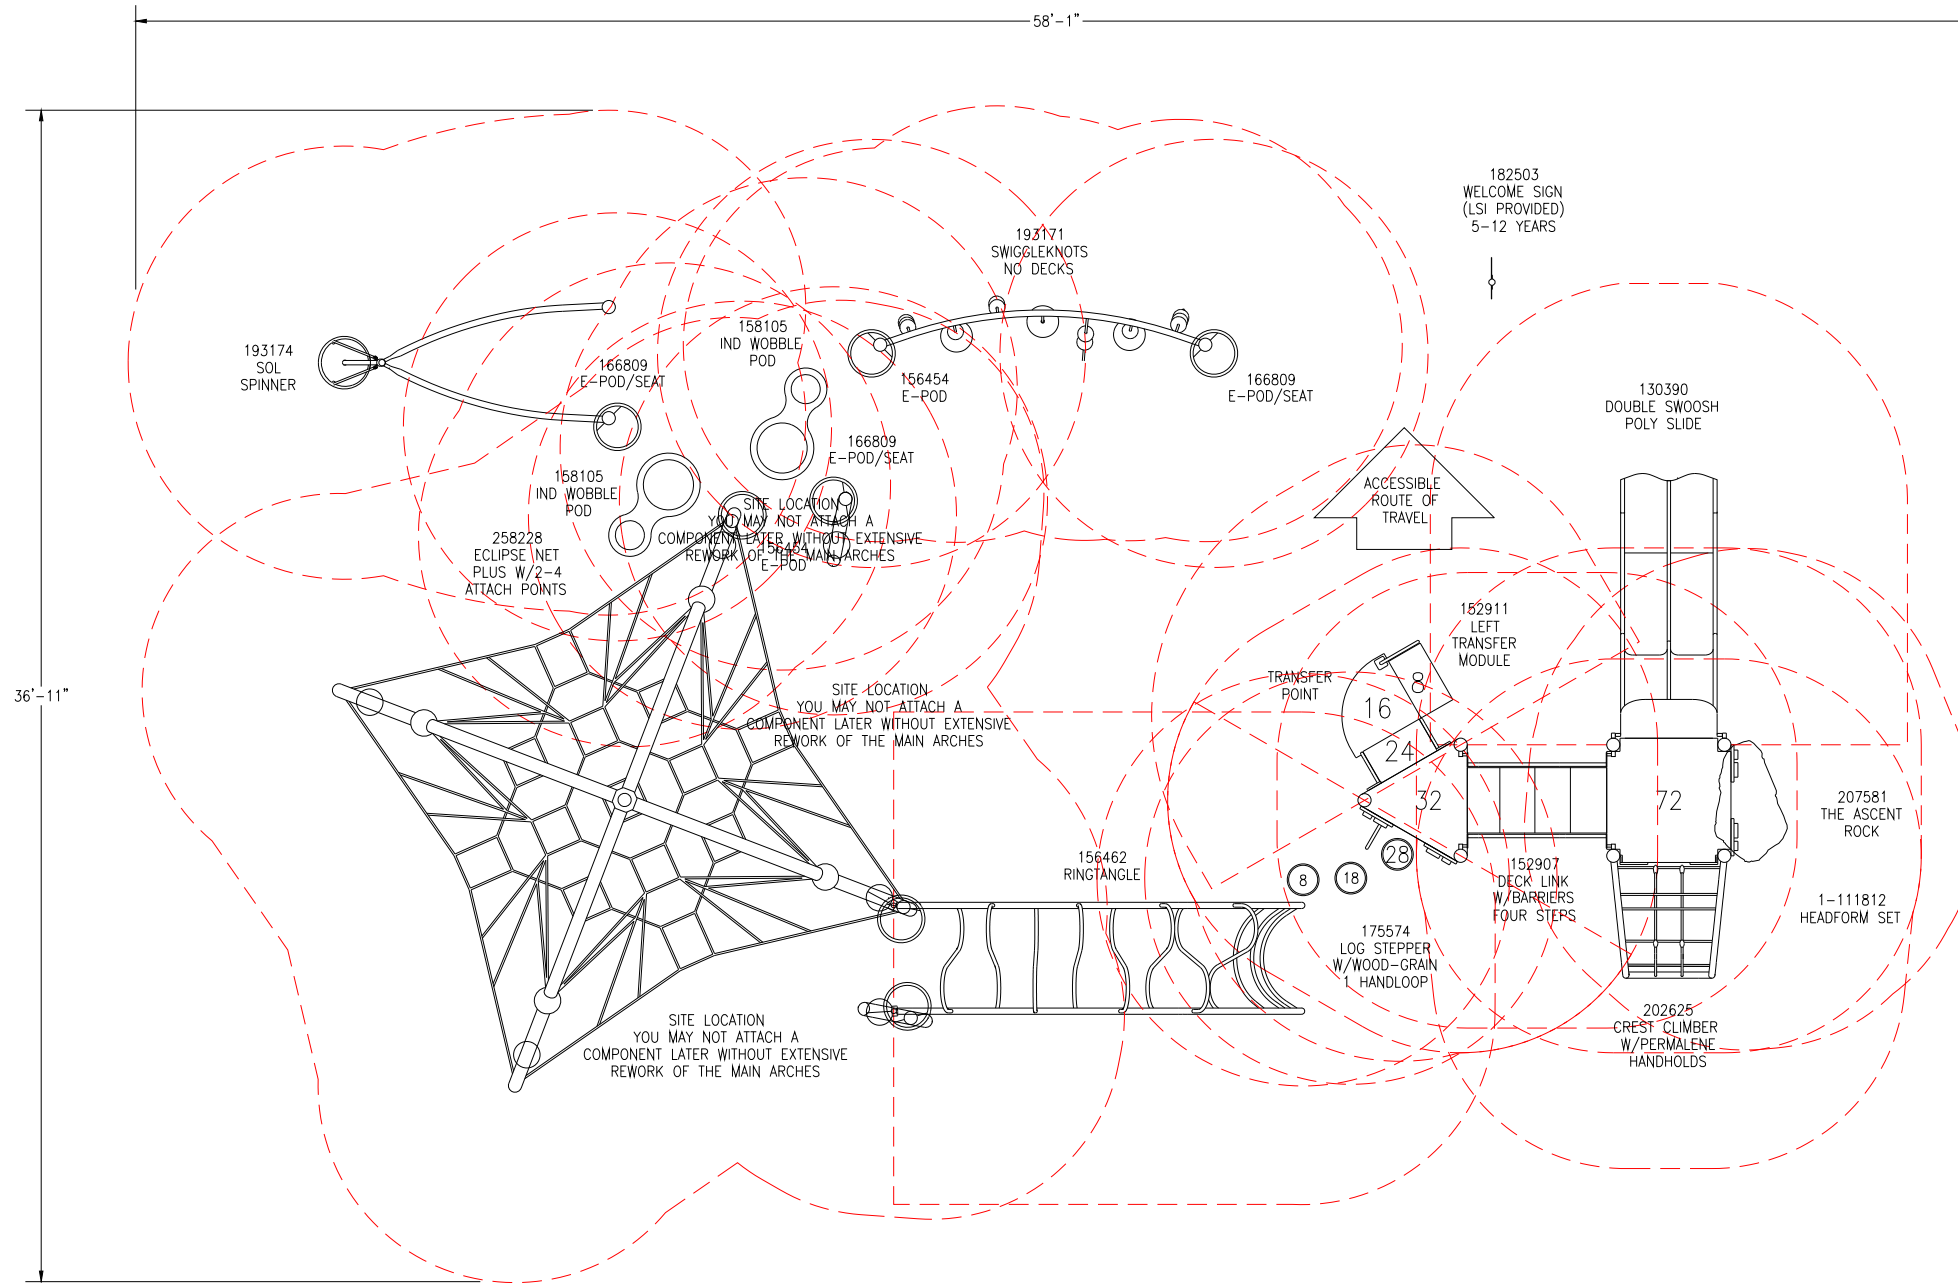 58'-1"
36'-11"
182503
WELCOME SIGN
(LSI PROVIDED)
5-12 YEARS
193171
SWIGGLEKNOTS
NO DECKS
158105
IND WOBBLE
POD
193174
SOL
SPINNER
166809
E-POD/SEAT
156454
E-POD
166809
E-POD/SEAT
130390
DOUBLE SWOOSH
POLY SLIDE
166809
E-POD/SEAT
158105
IND WOBBLE
POD
ACCESSIBLE
ROUTE OF
TRAVEL
SITE LOCATION
YOU MAY NOT ATTACH A
COMPONENT LATER WITHOUT EXTENSIVE
REWORK OF THE MAIN ARCHES
156454
E-POD
258228
ECLIPSE NET
PLUS W/2-4
ATTACH POINTS
152911
LEFT
TRANSFER
MODULE
TRANSFER
POINT
8
16
24
32
72
SITE LOCATION
YOU MAY NOT ATTACH A
COMPONENT LATER WITHOUT EXTENSIVE
REWORK OF THE MAIN ARCHES
207581
THE ASCENT
ROCK
156462
RINGTANGLE
8
18
28
152907
DECK LINK
W/BARRIERS
FOUR STEPS
1-111812
HEADFORM SET
175574
LOG STEPPER
W/WOOD-GRAIN
1 HANDLOOP
202625
CREST CLIMBER
W/PERMALENE
HANDHOLDS
SITE LOCATION
YOU MAY NOT ATTACH A
COMPONENT LATER WITHOUT EXTENSIVE
REWORK OF THE MAIN ARCHES